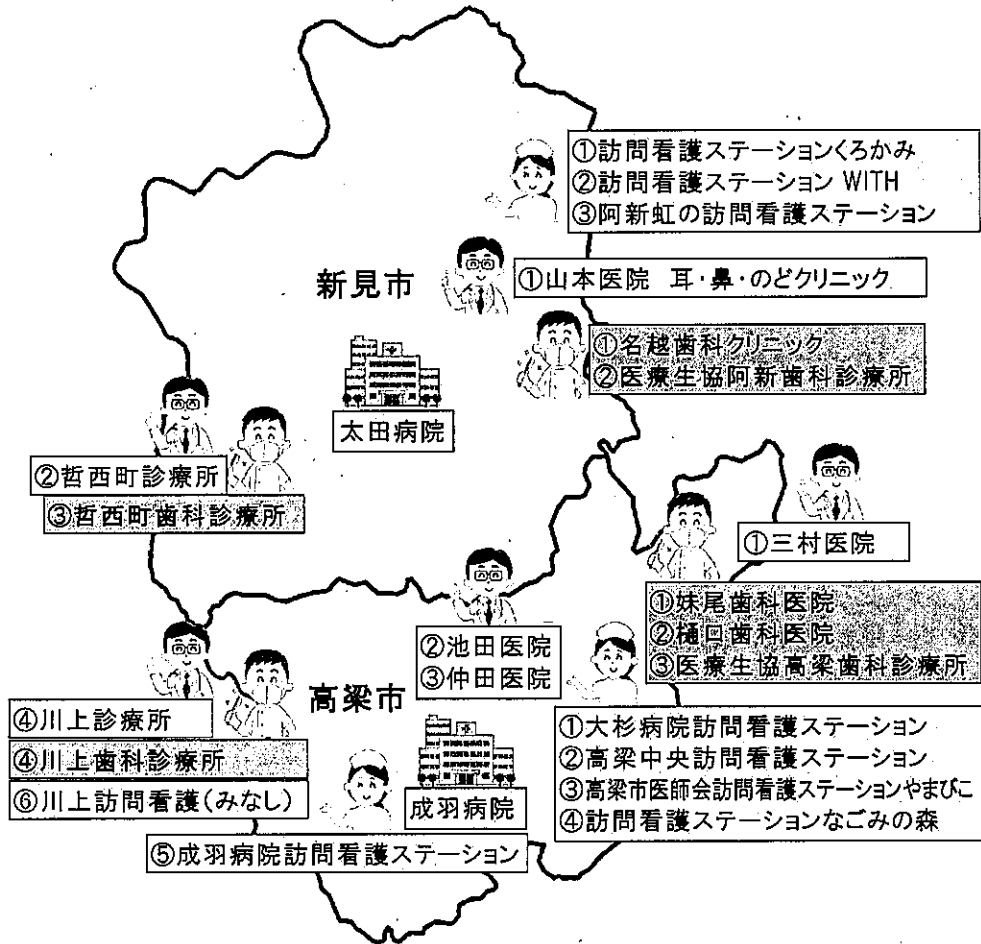 ①訪問看護ステーションくろかみ
②訪問看護ステーション WITH
③阿新虹の訪問看護ステーション
新見市
①山本医院 耳・鼻・のどクリニック
①名越歯科クリニック
②医療生協阿新歯科診療所
太田病院
②哲西町診療所
③哲西町歯科診療所
①三村医院
①妹尾歯科医院
②樋口歯科医院
③医療生協高梁歯科診療所
②池田医院
③仲田医院
高梁市
④川上診療所
④川上歯科診療所
⑥川上訪問看護(みなし)
成羽病院
①大杉病院訪問看護ステーション
②高梁中央訪問看護ステーション
③高梁市医師会訪問看護ステーションやまびこ
④訪問看護ステーションなごみの森
⑤成羽病院訪問看護ステーション